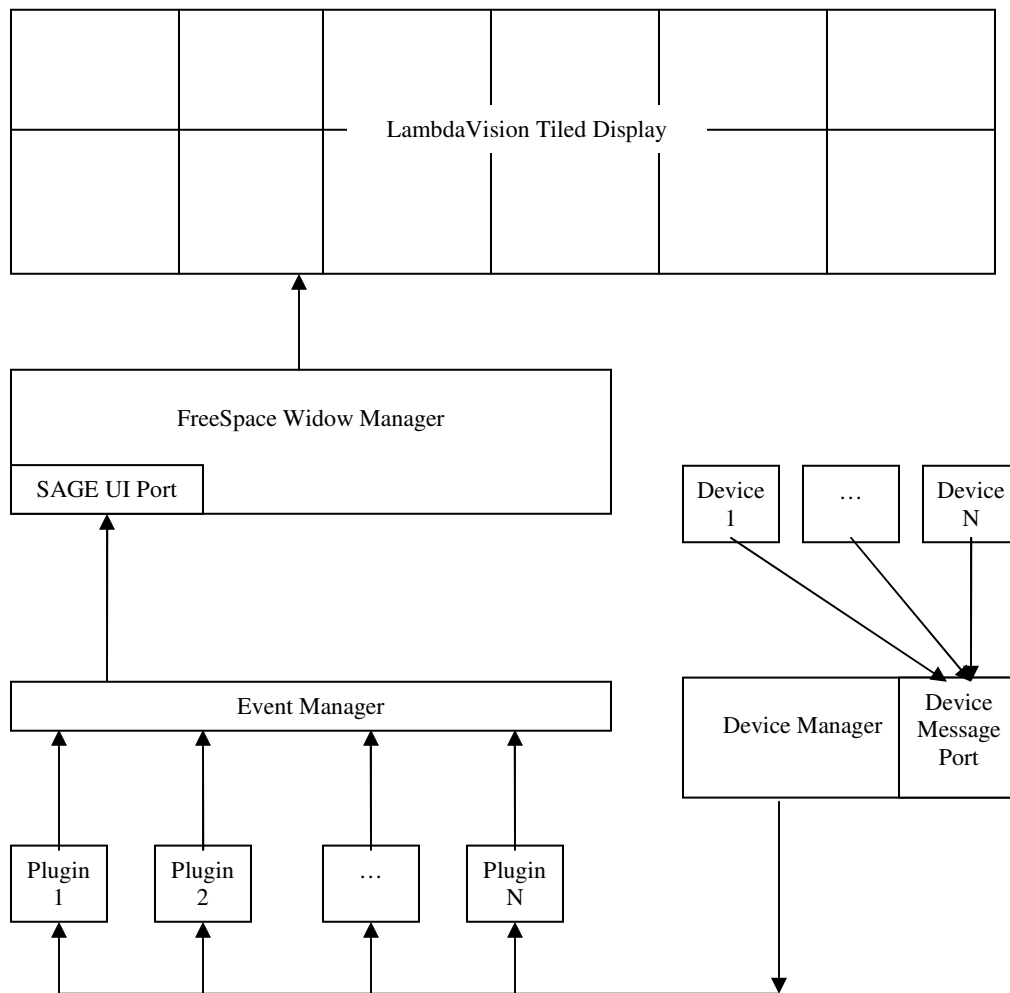 LambdaVision Tiled Display
FreeSpace Widow Manager
SAGE UI Port
Device
1
…
Device
N
Event Manager
Device Manager
Device
Message
Port
Plugin
1
Plugin
2
…
Plugin
N